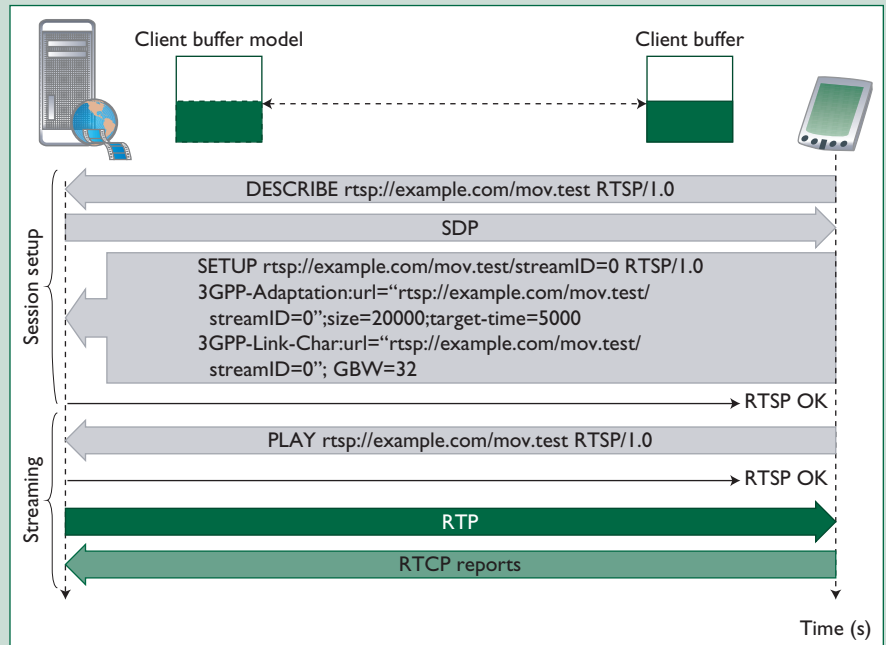 Client buffer model
Client buffer
Session setup
DESCRIBE rtsp://example.com/mov.test RTSP/1.0
SDP
SETUP rtsp://example.com/mov.test/streamID=0 RTSP/1.0
3GPP-Adaptation:url=“rtsp://example.com/mov.test/
streamID=0”;size=20000;target-time=5000
3GPP-Link-Char:url=“rtsp://example.com/mov.test/
streamID=0”; GBW=32
RTSP OK
Streaming
PLAY rtsp://example.com/mov.test RTSP/1.0
RTSP OK
RTP
RTCP reports
Time (s)